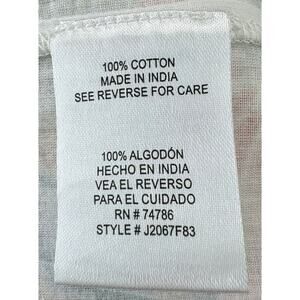 100% COTTON
MADE IN INDIA
SEE REVERSE FOR CARE
100% ALGODÓN
HECHO EN INDIA
VEA EL REVERSO
PARA EL CUIDADO
RN # 74786
STYLE # J2067F83